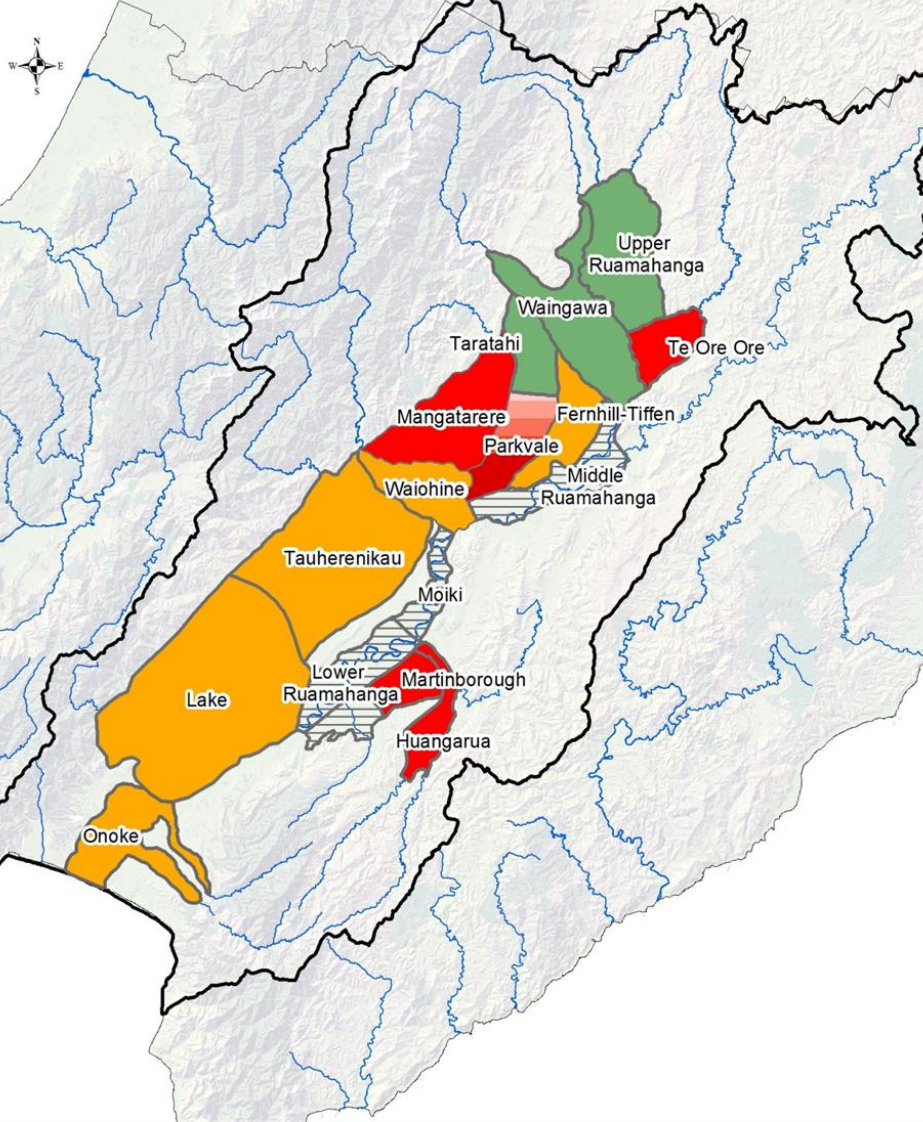 N
W E
S
Upper
Ruamahanga
Waingawa
Taratahi
Te Ore Ore
Mangatarere
Fernhill-Tiffen
Parkvale
Waiohine
Middle
Ruamahanga
Tauherenikau
Moiki
Lower
Ruamahanga
Martinborough
Lake
Huangarua
Onoke